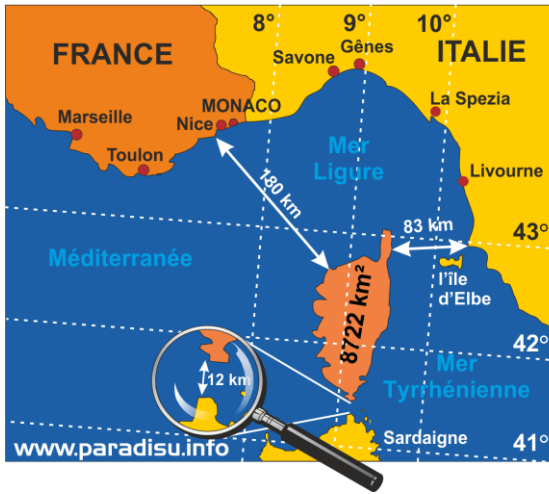 8°
9°
10°
FRANCE
ITALIE
Gênes
Savone
MONACO
Nice
Marseille
Toulon
La Spezia
Livourne
Mer
Ligure
180 km
83 km
43°
Méditerranée
l'île
d'Elbe
8722 km²
42°
12 km
Mer
Tyrrhénienne
Sardaigne
41°
www.paradisu.info